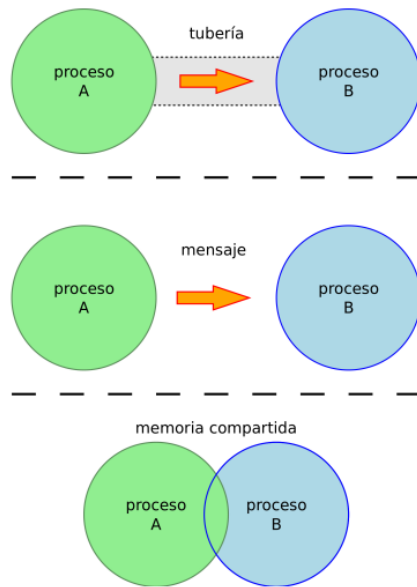 tubería
proceso
A
proceso
B
mensaje
proceso
A
proceso
B
memoria compartida
proceso
A
proceso
B